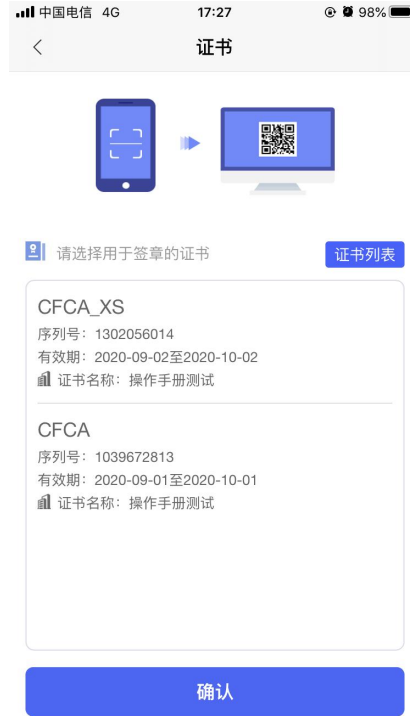 中国电信 4G 17:27 98%
证书
请选择用于签章的证书 证书列表
CFCA_XS
序列号：1302056014
有效期：2020-09-02至2020-10-02
证书名称：操作手册测试
CFCA
序列号：1039672813
有效期：2020-09-01至2020-10-01
证书名称：操作手册测试
确认